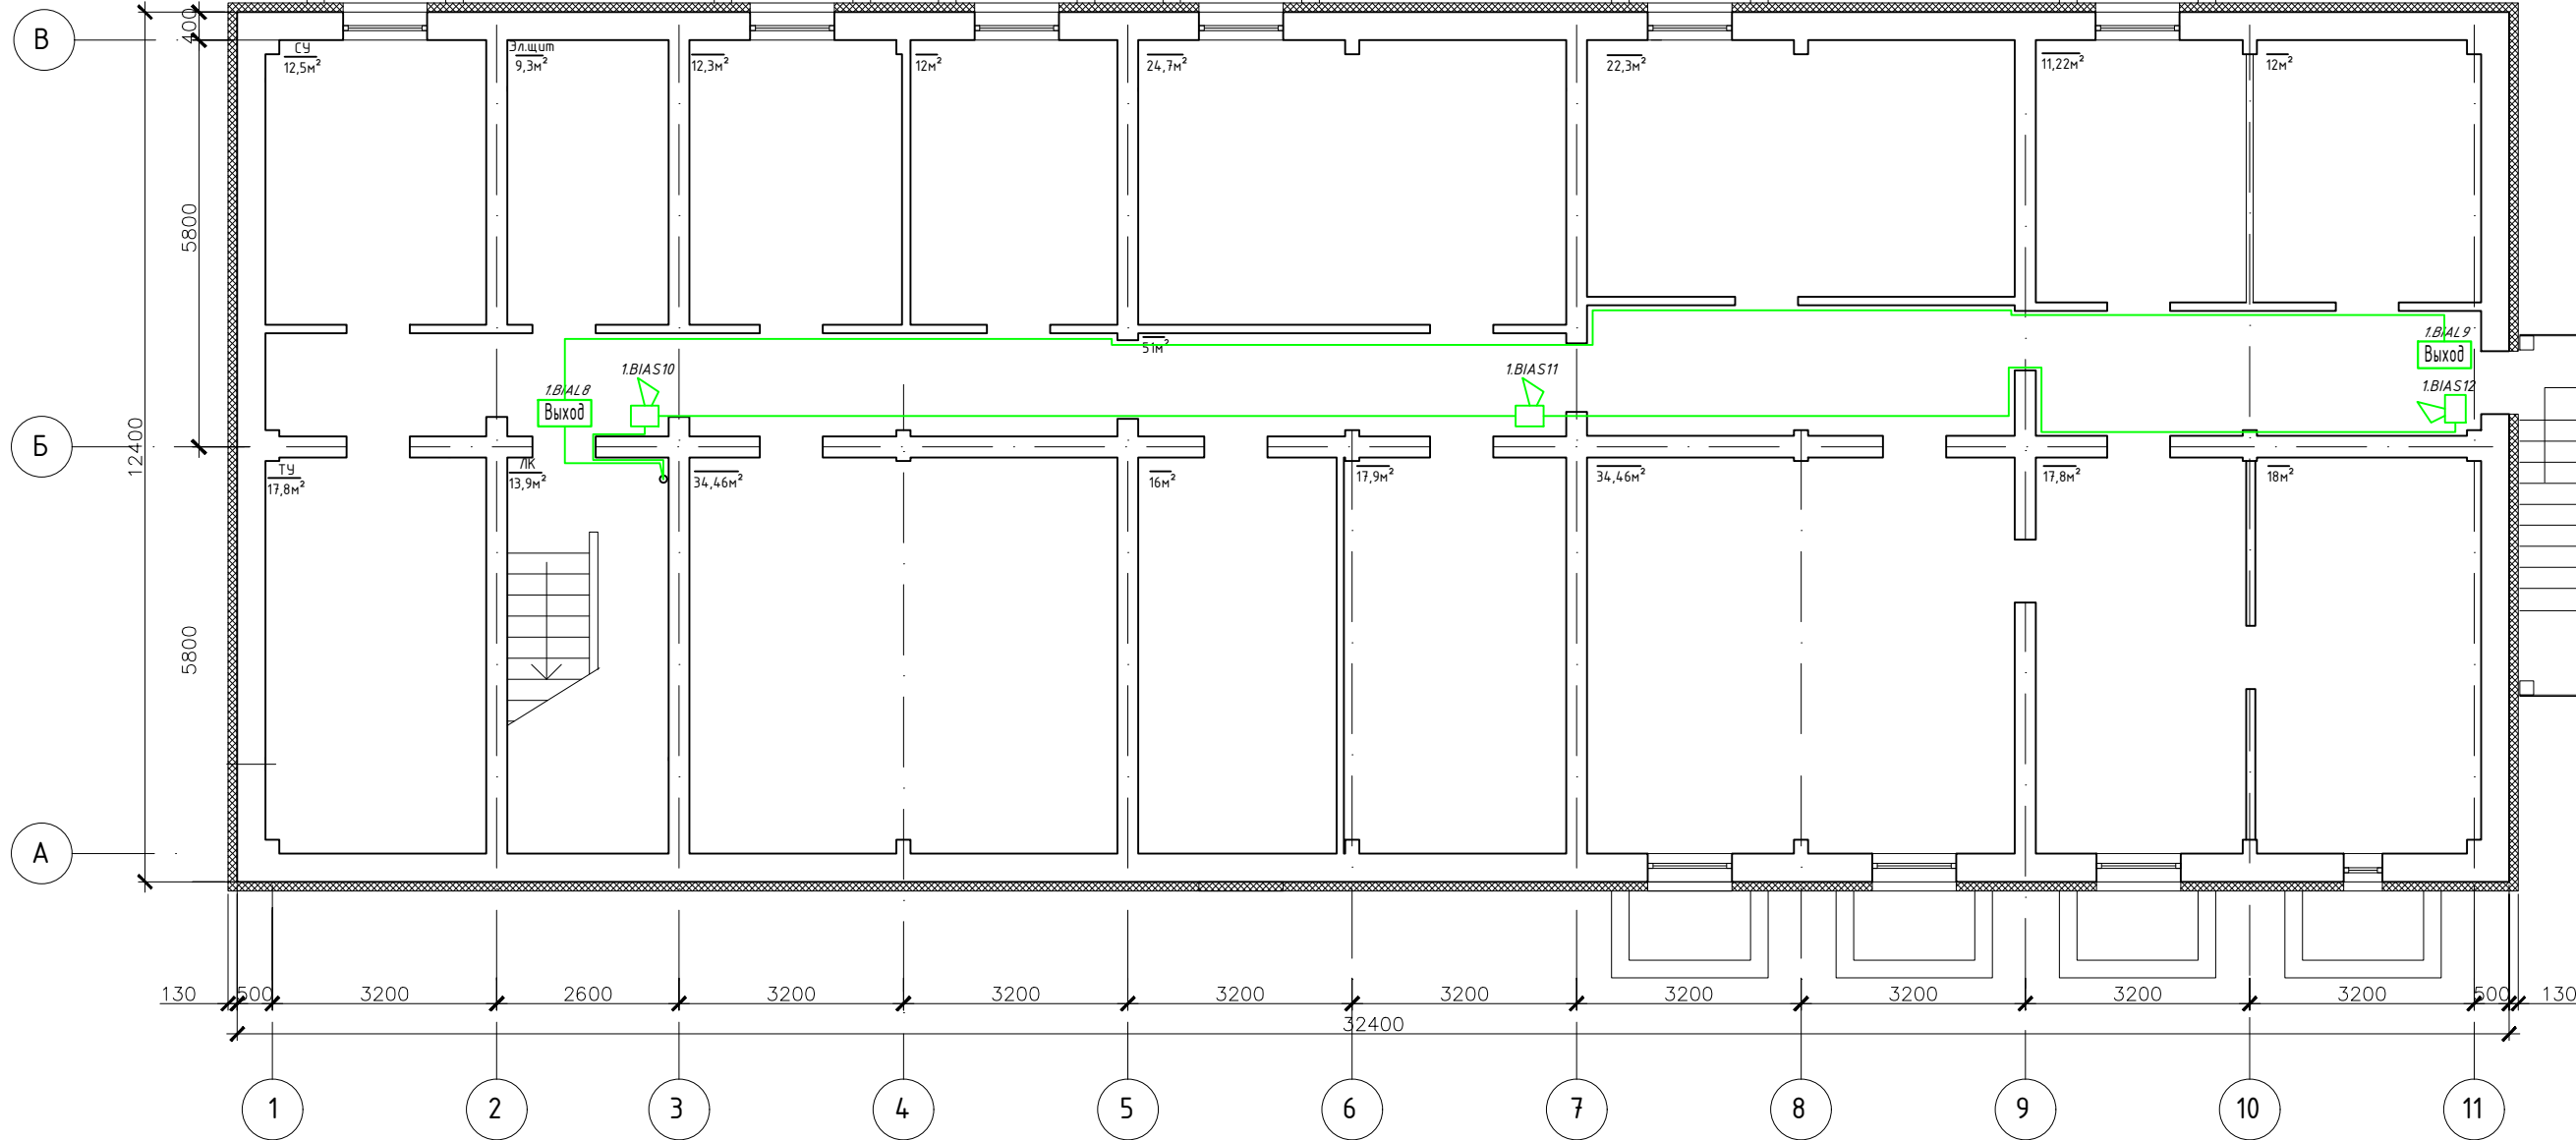 В
400
СУ
12,5м²
Эл.щит
9,3м²
12,3м²
12м²
24,7м²
22,3м²
11,22м²
12м²
5800
51м²
1.BIAL9
Выход
1.BIAS10
1.BIAS11
1.BIAL8
Выход
1.BIAS12
Б
12400
ТУ
17,8м²
ЛК
13,9м²
34,46м²
16м²
17,9м²
34,46м²
17,8м²
18м²
5800
А
130
500
3200
2600
3200
3200
3200
3200
3200
3200
3200
3200
500
130
32400
1
2
3
4
5
6
7
8
9
10
11